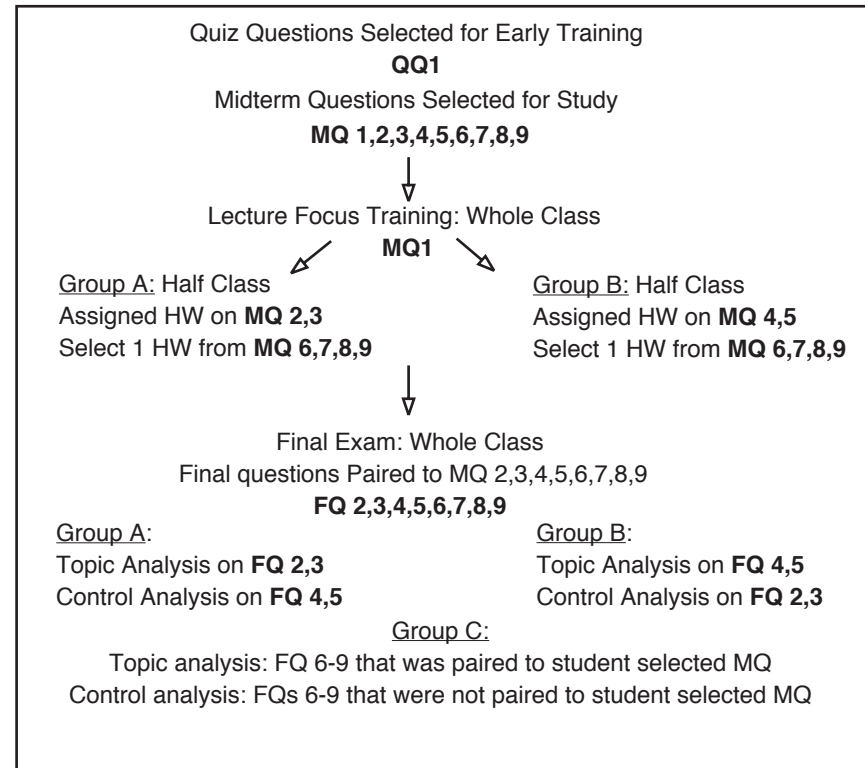 Quiz Questions Selected for Early Training
QQ1
Midterm Questions Selected for Study
MQ 1,2,3,4,5,6,7,8,9
Lecture Focus Training: Whole Class
MQ1
Group A: Half Class
Assigned HW on MQ 2,3
Select 1 HW from MQ 6,7,8,9
Group B: Half Class
Assigned HW on MQ 4,5
Select 1 HW from MQ 6,7,8,9
Final Exam: Whole Class
Final questions Paired to MQ 2,3,4,5,6,7,8,9
FQ 2,3,4,5,6,7,8,9
Group A:
Topic Analysis on FQ 2,3
Control Analysis on FQ 4,5
Group B:
Topic Analysis on FQ 4,5
Control Analysis on FQ 2,3
Group C:
Topic analysis: FQ 6-9 that was paired to student selected MQ
Control analysis: FQs 6-9 that were not paired to student selected MQ